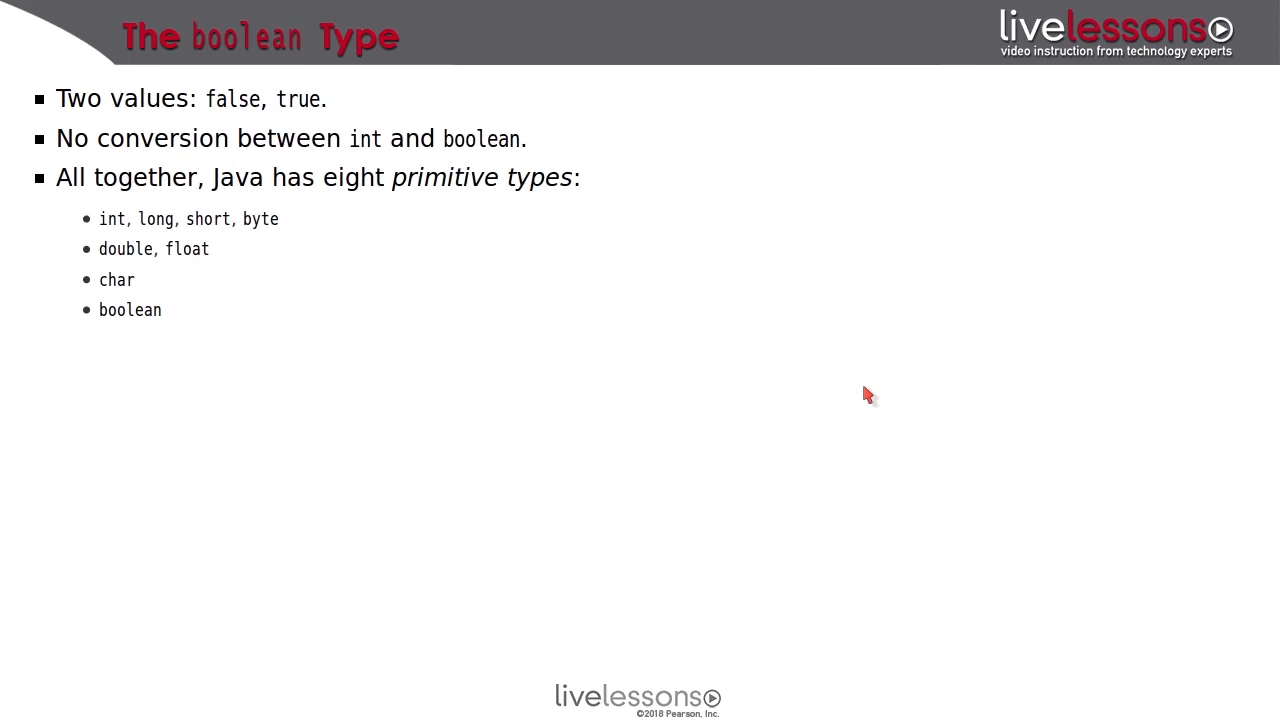 The boolean Type
livelessons
video instruction from technology experts
Two values: false, true.
No conversion between int and boolean.
All together, Java has eight primitive types:
int, long, short, byte
double, float
char
boolean
livelessons
©2018 Pearson, Inc.